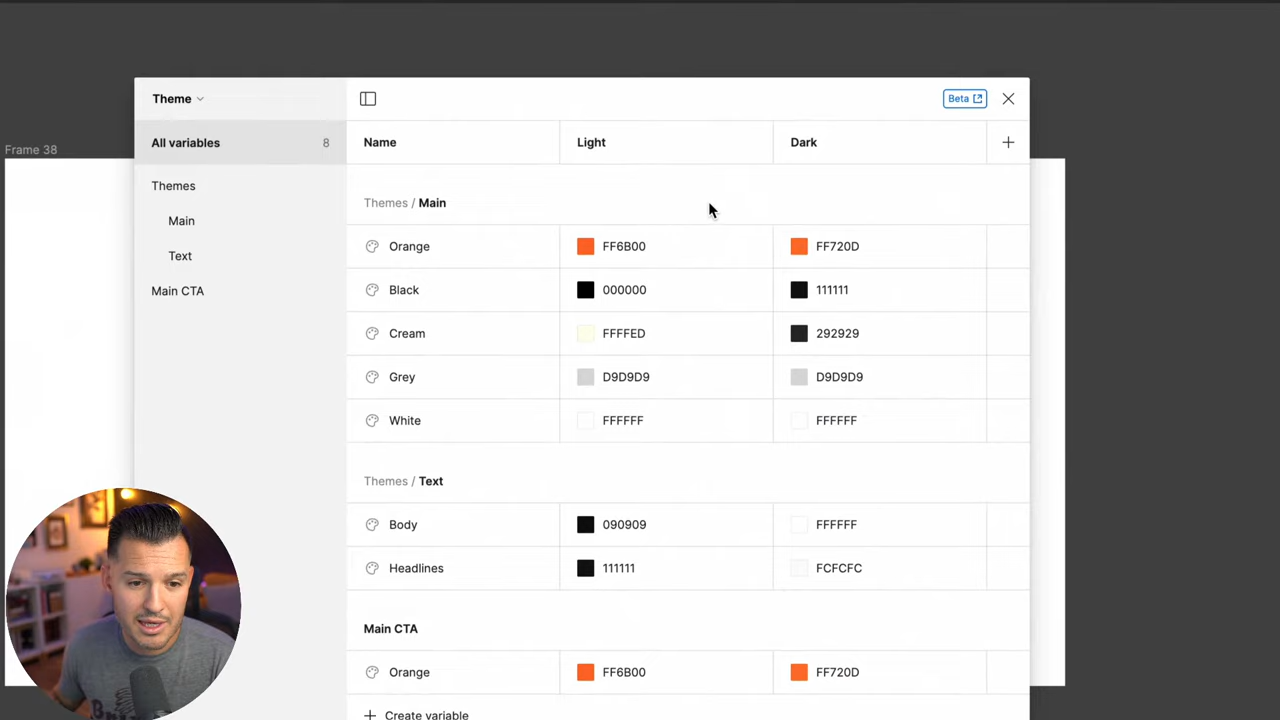 Theme
Beta
All variables 8
Name Light Dark
Frame 38
Themes
Themes / Main
Main
Orange FF6B00 FF720D
Text
Black 000000 111111
Main CTA
Cream FFFFED 292929
Grey D9D9D9 D9D9D9
White FFFFFF FFFFFF
Themes / Text
Body 090909 FFFFFF
Headlines 111111 FCFCFC
Main CTA
Orange FF6B00 FF720D
Create variable